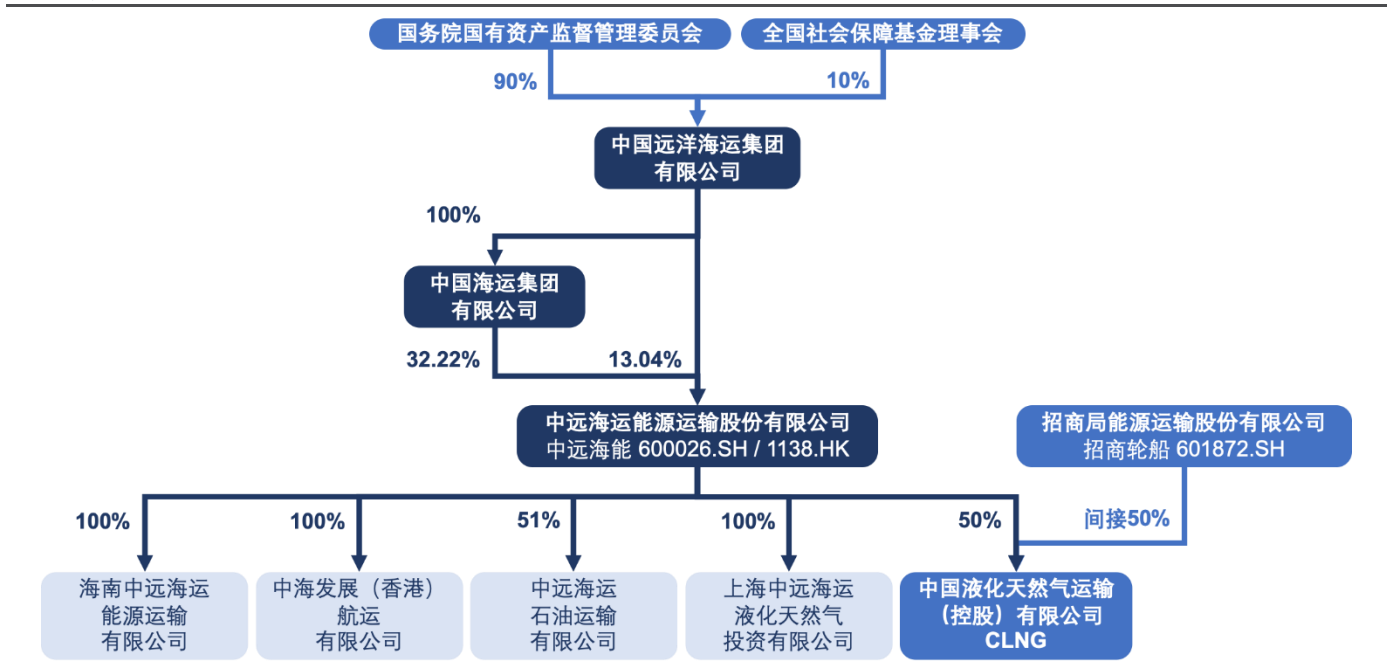 国务院国有资产监督管理委员会
全国社会保障基金理事会
90%
10%
中国远洋海运集团
有限公司
100%
中国海运集团
有限公司
32.22%
13.04%
中远海运能源运输股份有限公司
中远海能 600026.SH / 1138.HK
招商局能源运输股份有限公司
招商轮船 601872.SH
100%
100%
51%
100%
50%
间接50%
海南中远海运
能源运输
有限公司
中海发展（香港）
航运
有限公司
中远海运
石油运输
有限公司
上海中远海运
液化天然气
投资有限公司
中国液化天然气运输
（控股）有限公司
CLNG